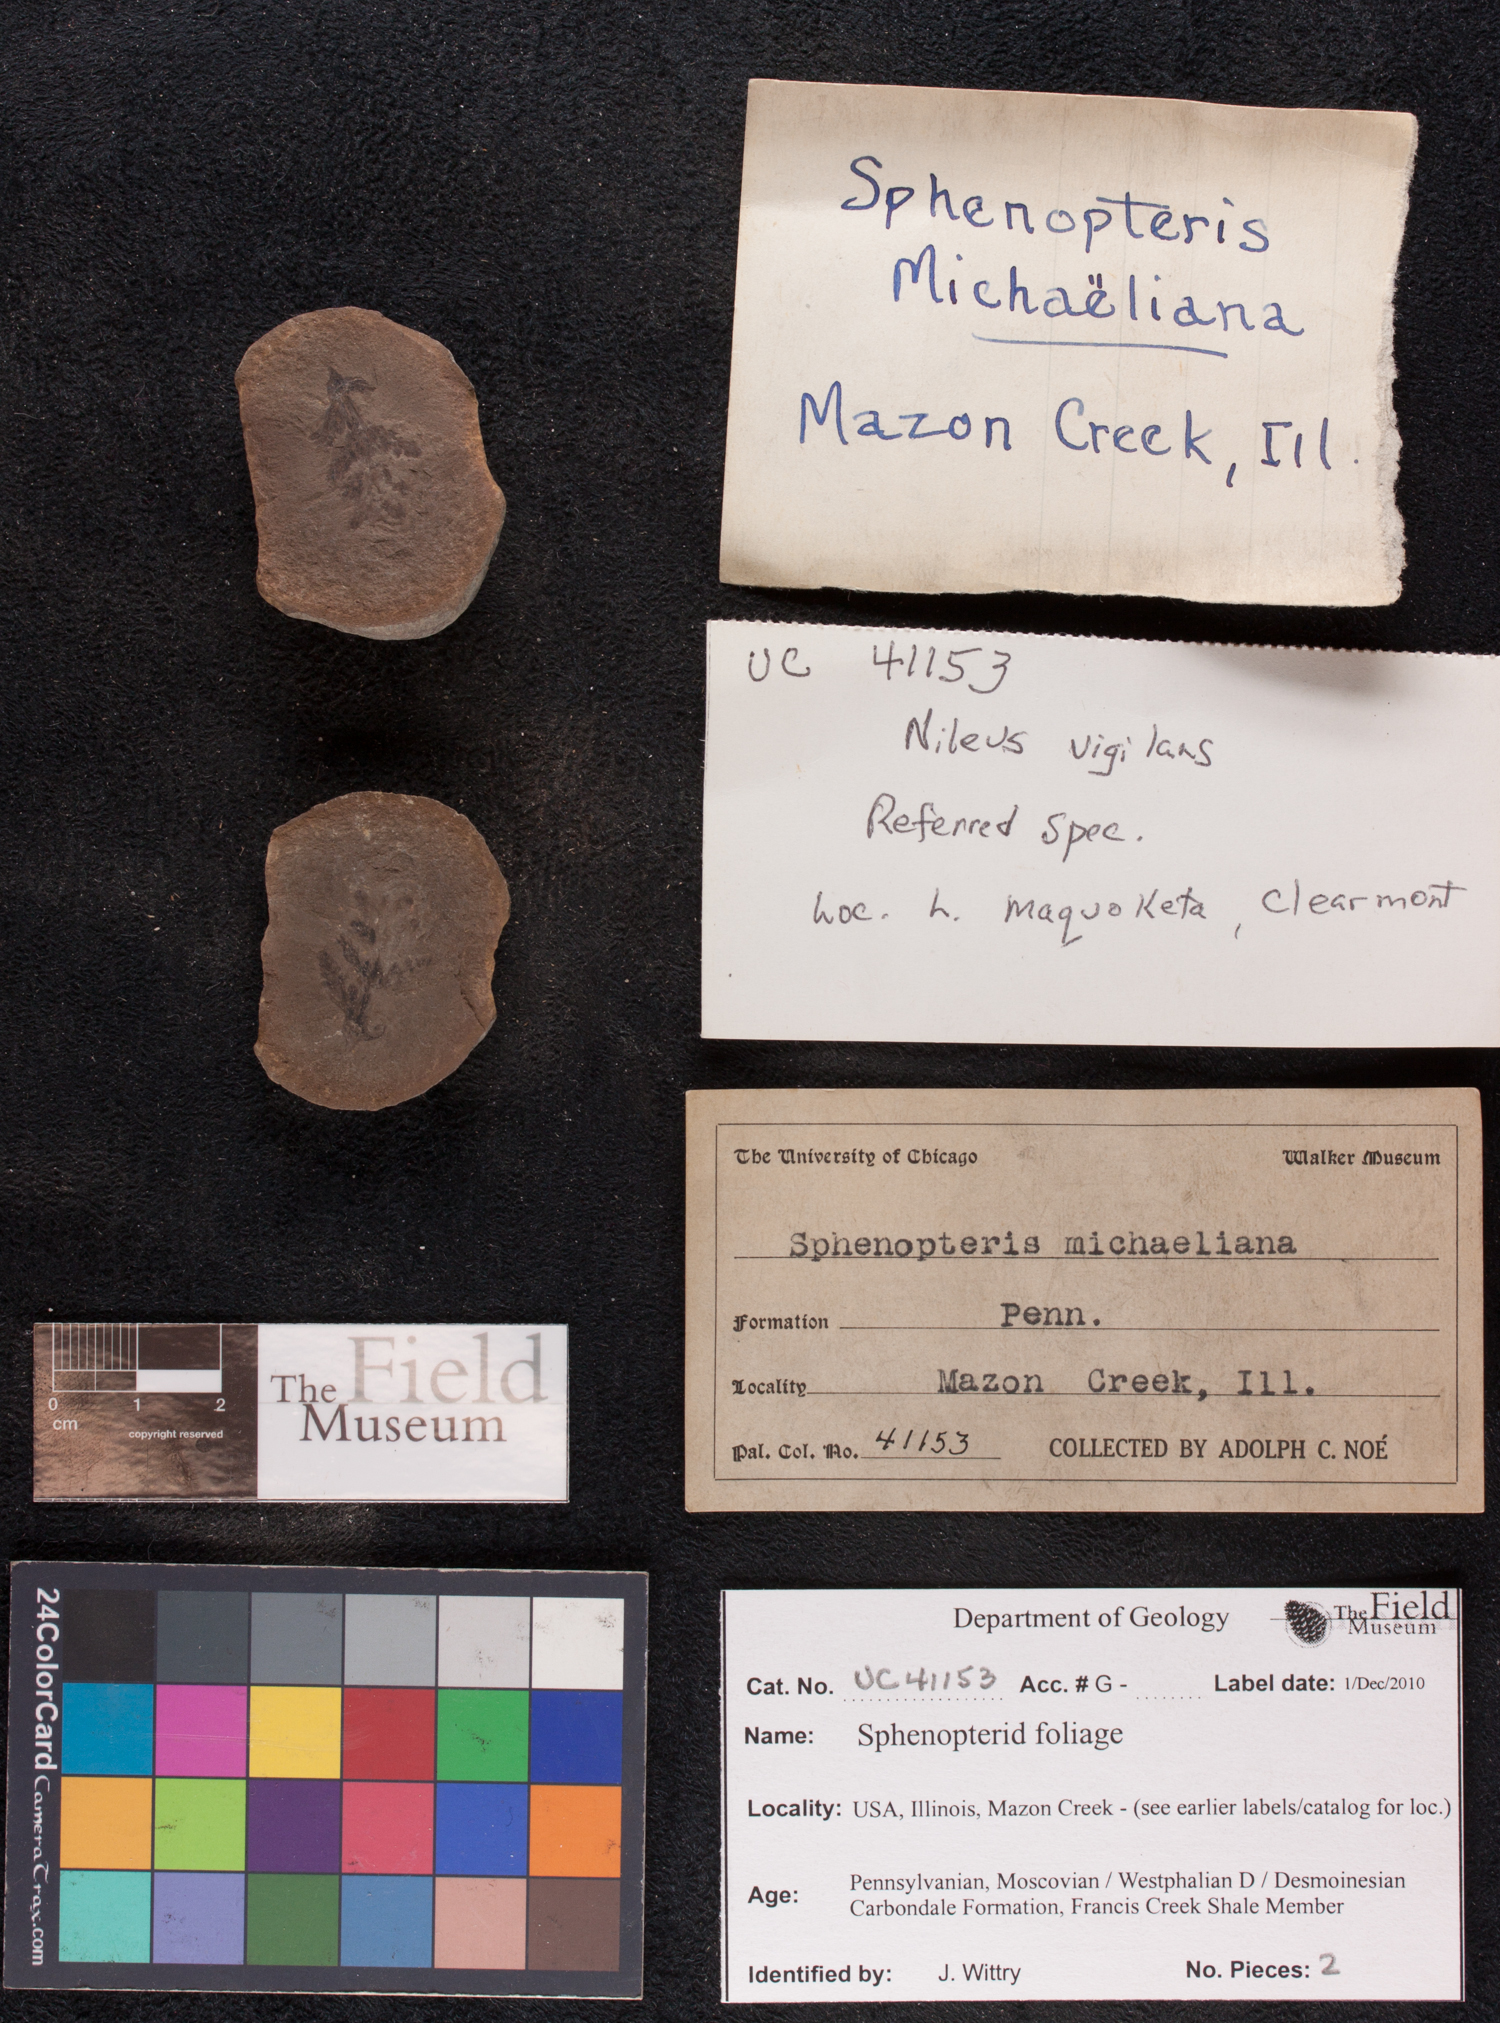 Sphenopteris
Michaëliana
Mazon Creek, Ill.
UC 41153
Nileus vigilans
Referred spec.
Loc. L. Maquoketa, Clearmont
The University of Chicago Walker Museum
Sphenopteris michaeliana
Formation Penn.
Locality Mazon Creek, Ill.
Pal. Col. No. 41153 COLLECTED BY ADOLPH C. NOÉ
0 1 2
cm
copyright reserved
The Field
Museum
24ColorCard CameraTrax.com
Department of Geology
The Field
Museum
Cat. No. UC41153 Acc. # G - Label date: 1/Dec/2010
Name: Sphenopterid foliage
Locality: USA, Illinois, Mazon Creek - (see earlier labels/catalog for loc.)
Age: Pennsylvanian, Moscovian / Westphalian D / Desmoinesian
Carbondale Formation, Francis Creek Shale Member
Identified by: J. Wittry No. Pieces: 2